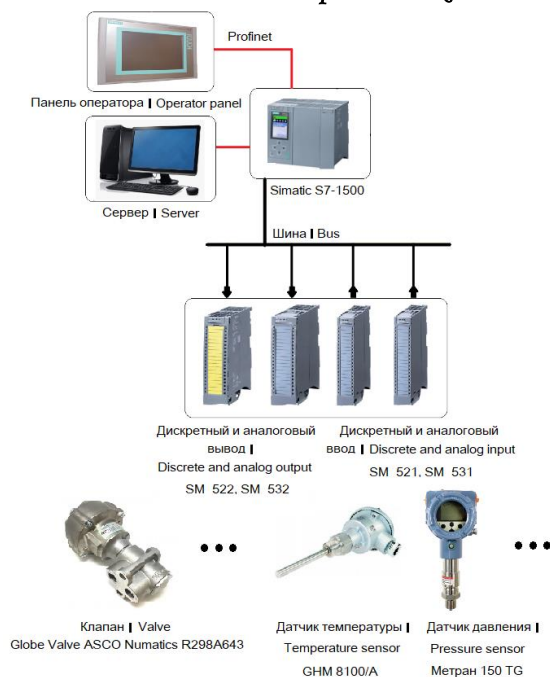 Profinet
Панель оператора | Operator panel
Simatic S7-1500
Сервер | Server
Шина | Bus
Дискретный и аналоговый
вывод |
Discrete and analog output
SM 522, SM 532
Дискретный и аналоговый
ввод | Discrete and analog input
SM 521, SM 531
Клапан | Valve
Globe Valve ASCO Numatics R298A643
Датчик температуры |
Temperature sensor
GHM 8100/A
Датчик давления |
Pressure sensor
Метран 150 TG